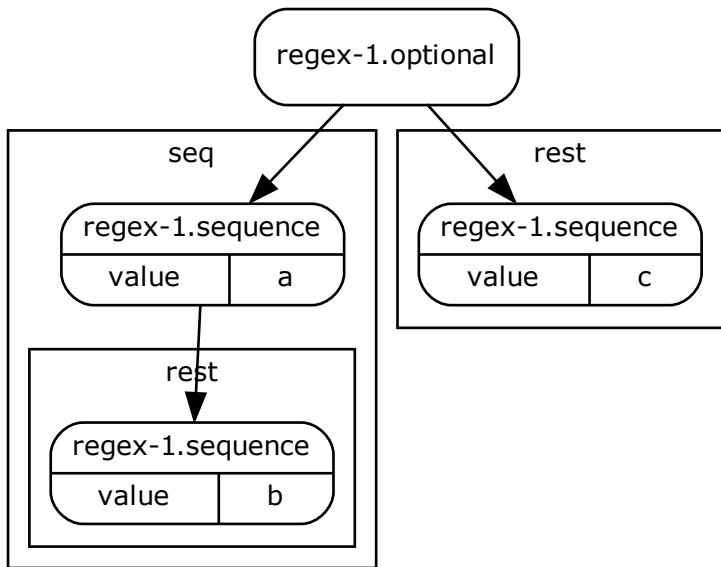 regex-1.optional
seq
regex-1.sequence
value a
rest
regex-1.sequence
value b
rest
regex-1.sequence
value c